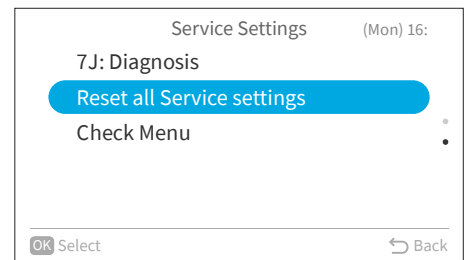 Service Settings (Mon) 16:
7J: Diagnosis
Reset all Service settings
Check Menu
OK Select Back